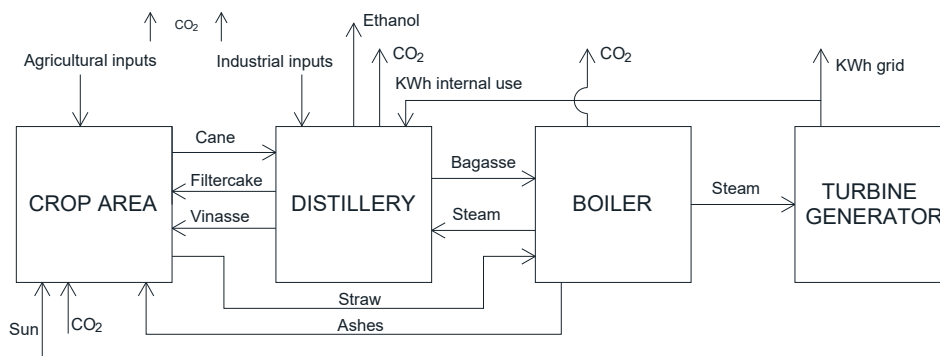 Ethanol
CO2
CO2
CO2
Agricultural inputs
Industrial inputs
KWh internal use
KWh grid
Cane
Filtercake
Vinasse
Bagasse
Steam
Steam
CROP AREA
DISTILLERY
BOILER
TURBINE
GENERATOR
Straw
Ashes
Sun
CO2